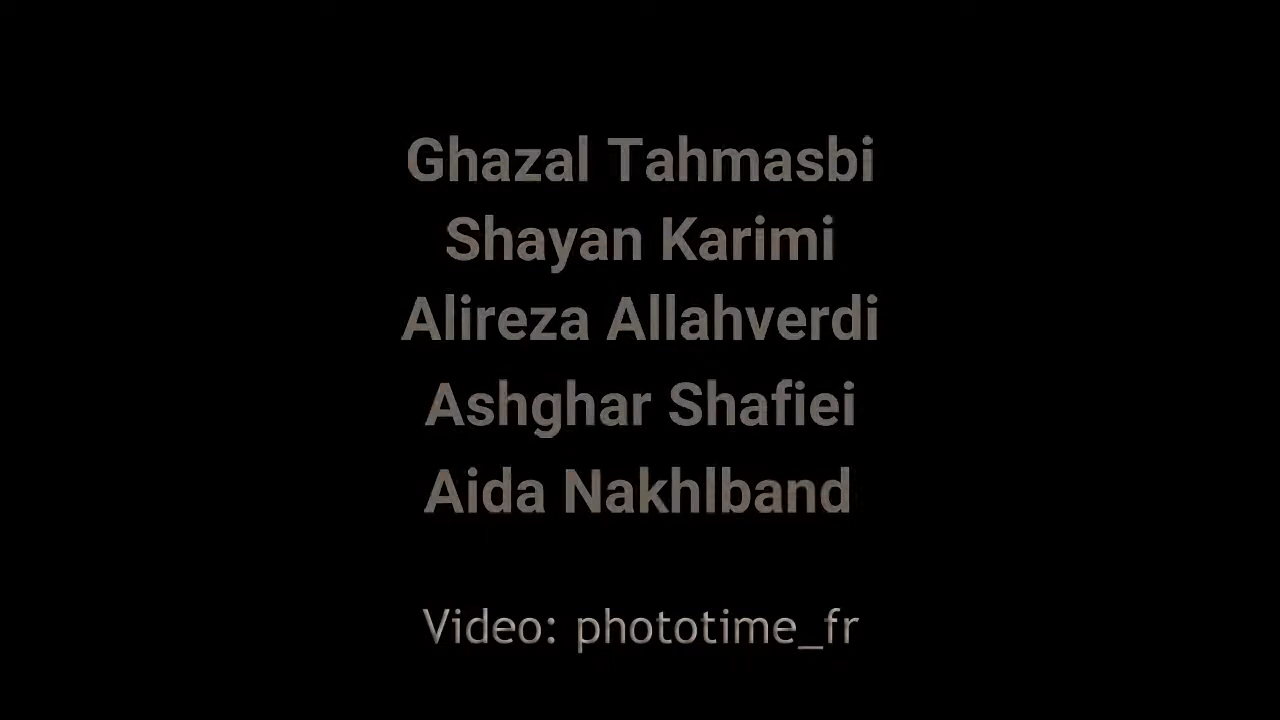 Ghazal Tahmasbi
Shayan Karimi
Alireza Allahverdi
Ashghar Shafiei
Aida Nakhlband
Video: phototime_fr